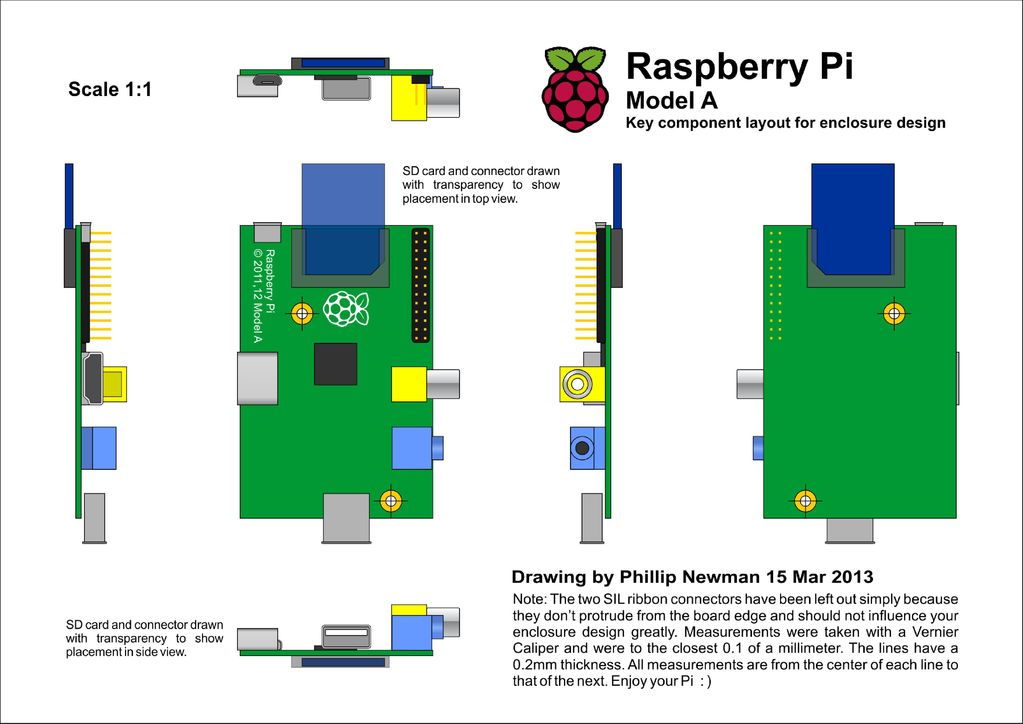 Scale 1:1
Raspberry Pi
Model A
Key component layout for enclosure design
SD card and connector drawn
with transparency to show
placement in top view.
Raspberry Pi
© 2011,12 Model A
SD card and connector drawn
with transparency to show
placement in side view.
Drawing by Phillip Newman 15 Mar 2013
Note: The two SIL ribbon connectors have been left out simply because
they don't protrude from the board edge and should not influence your
enclosure design greatly. Measurements were taken with a Vernier
Caliper and were to the closest 0.1 of a millimeter. The lines have a
0.2mm thickness. All measurements are from the center of each line to
that of the next. Enjoy your Pi : )